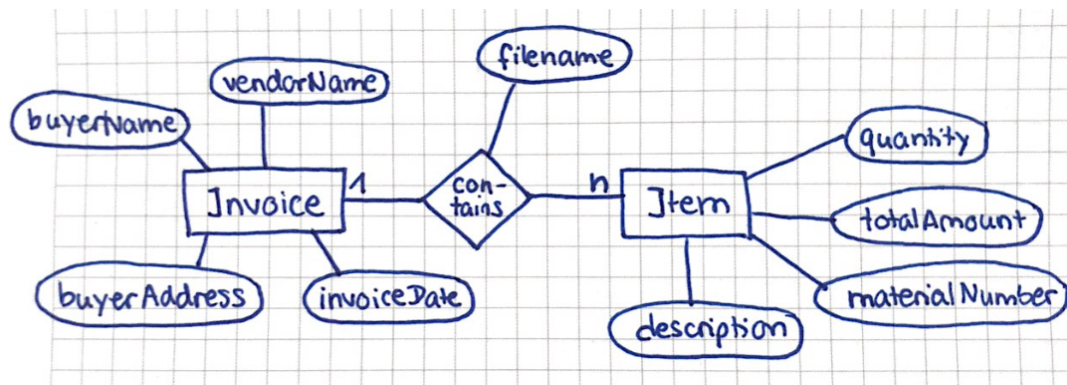 filename
vendorName
buyerName
quantity
Invoice
1
con-
tains
n
Item
totalAmount
buyerAddress
invoiceDate
materialNumber
description